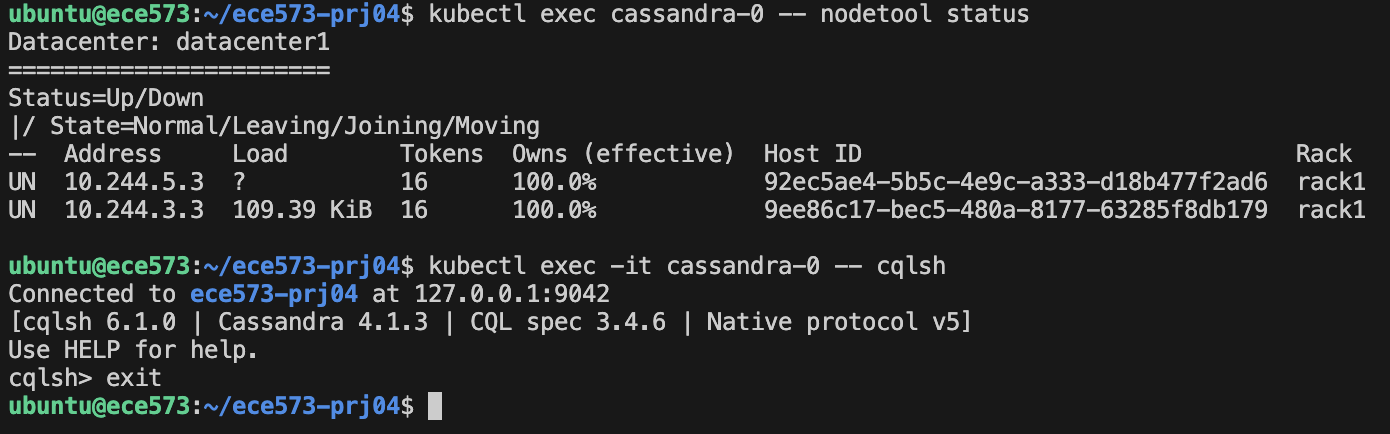 ubuntu@ece573:~/ece573-prj04$ kubectl exec cassandra-0 -- nodetool status
Datacenter: datacenter1
=======================
Status=Up/Down
|/ State=Normal/Leaving/Joining/Moving
--  Address     Load        Tokens  Owns (effective)  Host ID                               Rack
UN  10.244.5.3  ?           16      100.0%            92ec5ae4-5b5c-4e9c-a333-d18b477f2ad6  rack1
UN  10.244.3.3  109.39 KiB  16      100.0%            9ee86c17-bec5-480a-8177-63285f8db179  rack1

ubuntu@ece573:~/ece573-prj04$ kubectl exec -it cassandra-0 -- cqlsh
Connected to ece573-prj04 at 127.0.0.1:9042
[cqlsh 6.1.0 | Cassandra 4.1.3 | CQL spec 3.4.6 | Native protocol v5]
Use HELP for help.
cqlsh> exit
ubuntu@ece573:~/ece573-prj04$